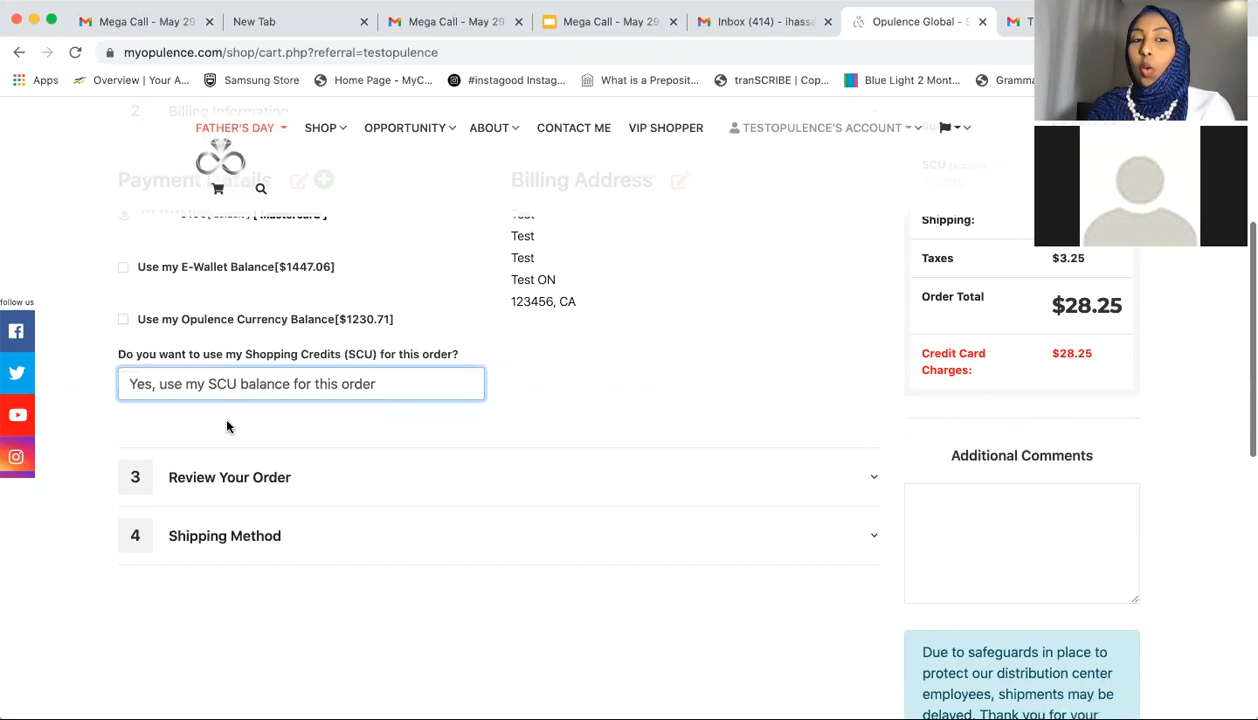 Mega Call - May 29
New Tab
Mega Call - May 29
Mega Call - May 29,
Inbox (414) - ihass
Opulence Global - S
T
myopulence.com/shop/cart.php?referral=testopulence
Apps
Overview | Your A...
Samsung Store
Home Page - MyC...
#instagood Instag...
What is a Preposit...
tranSCRIBE | Cop...
Blue Light 2 Mont...
Gramma
2 Billing Information
FATHER'S DAY
SHOP
OPPORTUNITY
ABOUT
CONTACT ME
VIP SHOPPER
TESTOPULENCE'S ACCOUNT
Payment Details
Billing Address
SCU (account
[ Mastercard ]
Test
Test
Test
Test ON
123456, CA
Use my E-Wallet Balance[$1447.06]
Use my Opulence Currency Balance[$1230.71]
Do you want to use my Shopping Credits (SCU) for this order?
Yes, use my SCU balance for this order
follow us
3 Review Your Order
4 Shipping Method
Shipping:
Taxes $3.25
Order Total $28.25
Credit Card Charges: $28.25
Additional Comments
Due to safeguards in place to
protect our distribution center
employees, shipments may be
delayed. Thank you for your